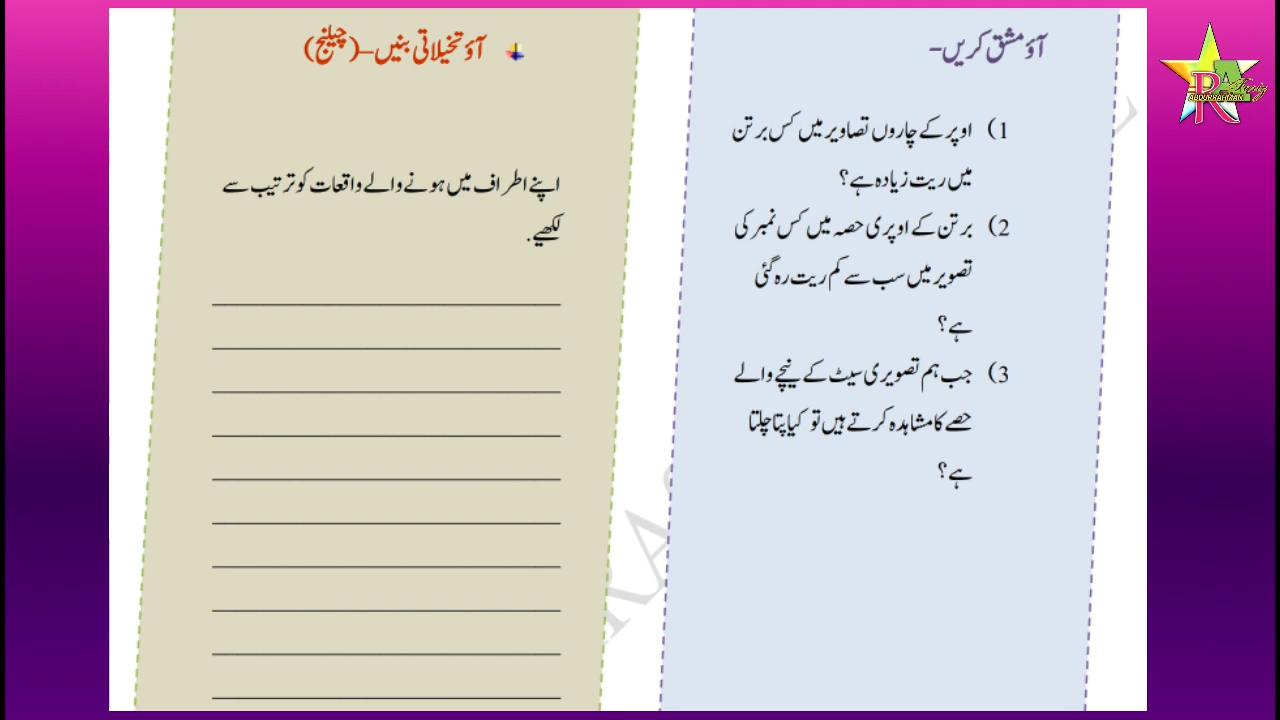 آؤ مشق کریں-
1) اوپر کے چاروں تصاویر میں کس برتن
میں ریت زیادہ ہے؟
2) برتن کے اوپری حصہ میں کس نمبر کی
تصویر میں سب سے کم ریت رہ گئی
ہے؟
3) جب ہم تصویری سیٹ کے نیچے والے
حصے کا مشاہدہ کرتے ہیں تو کیا پتا چلتا
ہے؟
آؤ تخیلاتی بنیں–(چیلنج)
اپنے اطراف میں ہونے والے واقعات کو ترتیب سے
لکھیے.
R
ABDURRAHMAN